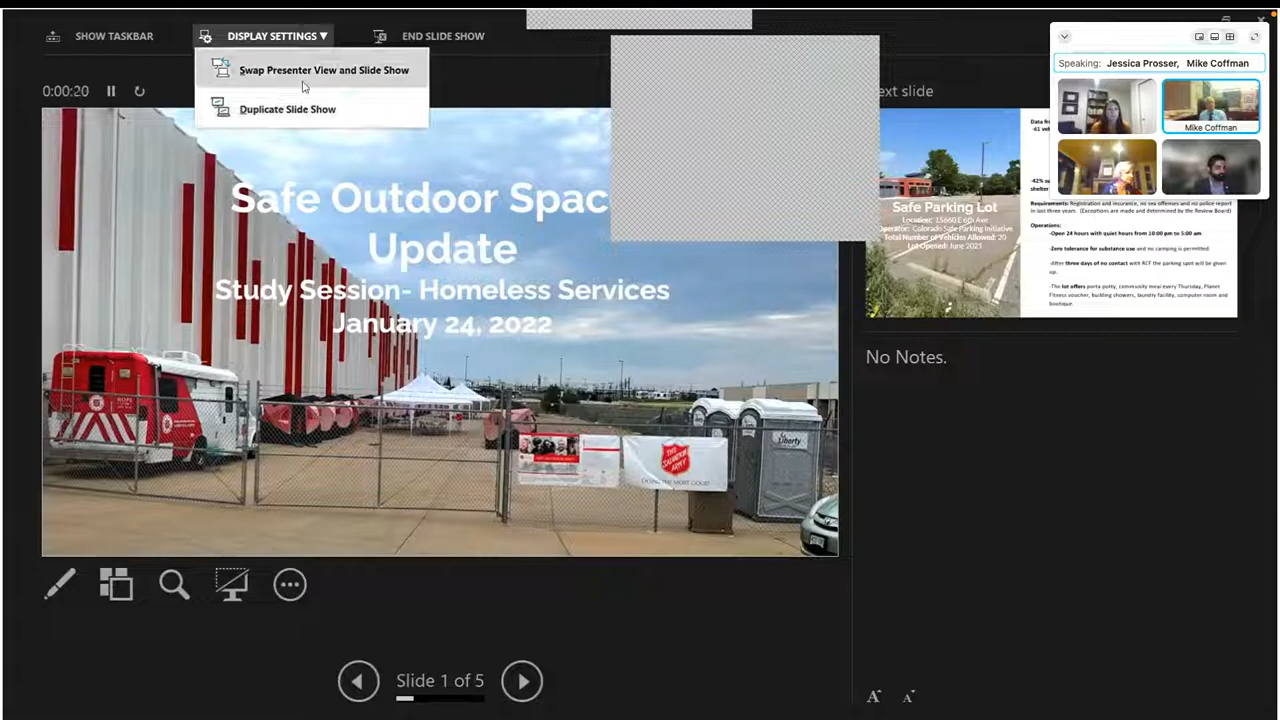 SHOW TASKBAR
DISPLAY SETTINGS ▼
END SLIDE SHOW
Swap Presenter View and Slide Show
Duplicate Slide Show
0:00:20
Safe Outdoor Spac
Update
Study Session- Homeless Services
January 24, 2022
HOPE
Liberty
THE SALVATION ARMY
DOING THE MOST GOOD
Slide 1 of 5
ext slide
Speaking: Jessica Prosser, Mike Coffman
Mike Coffman
Safe Parking Lot
Location: 15660 E 6th Ave
Operator: Colorado Safe Parking Initiative
Total Number of Vehicles Allowed: 20
Lot Opened: June 2021
Data fro
-61 veh
-42% su
shelter
Requirements: Registration and insurance, no sex offenses and no police report
in last three years. (Exceptions are made and determined by the Review Board)
Operations:
-Open 24 hours with quiet hours from 10:00 pm to 5:00 am
-Zero tolerance for substance use and no camping is permitted.
-After three days of no contact with RCF the parking spot will be given
up.
-The lot offers porta-potty, community meal every Thursday, Planet
Fitness voucher, building showers, laundry facility, computer room and
boutique.
No Notes.
A A